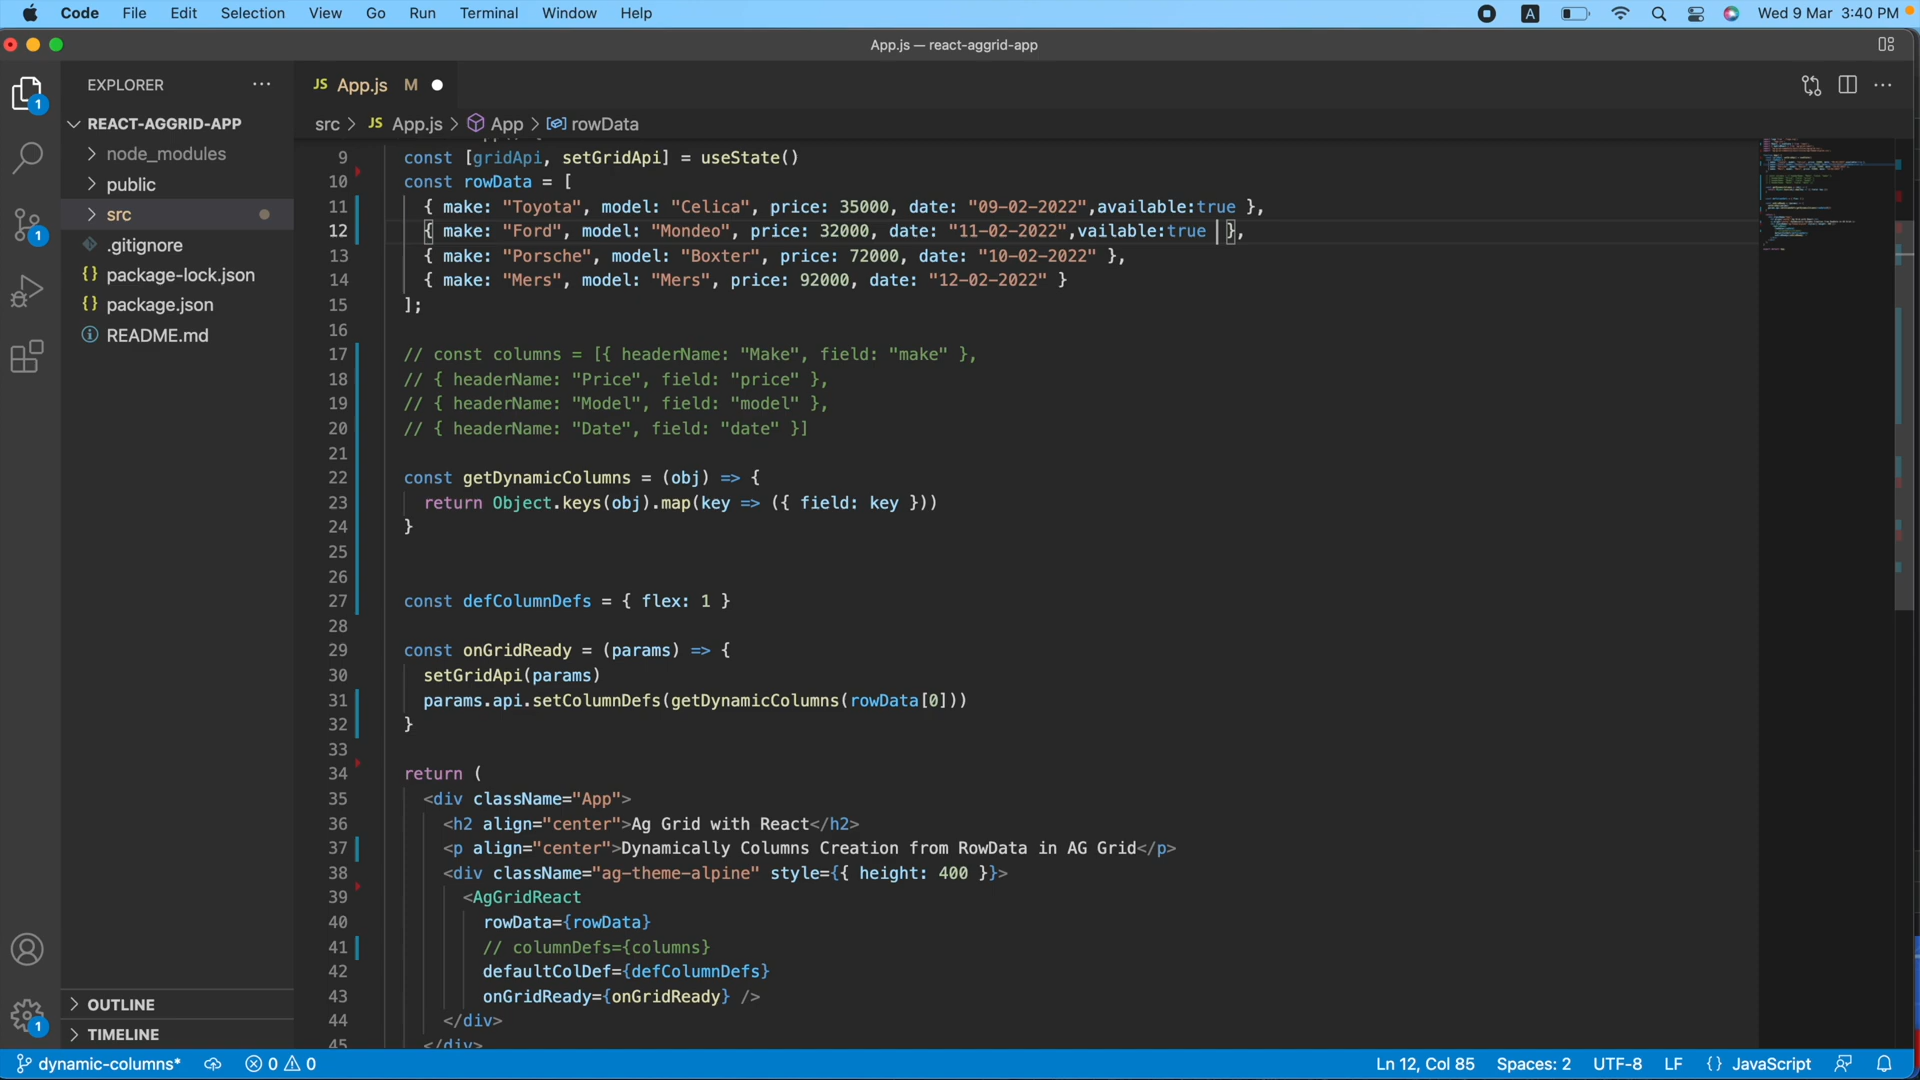 Code File Edit Selection View Go Run Terminal Window Help A Wed 9 Mar 3:40 PM
App.js — react-aggrid-app
EXPLORER
JS App.js M
1
REACT-AGGRID-APP
src > JS App.js > App > rowData
node_modules
public
src
.gitignore
package-lock.json
package.json
README.md
1
9 const [gridApi, setGridApi] = useState()
10 const rowData = [
11 { make: "Toyota", model: "Celica", price: 35000, date: "09-02-2022",available:true },
12 { make: "Ford", model: "Mondeo", price: 32000, date: "11-02-2022",vailable:true },
13 { make: "Porsche", model: "Boxter", price: 72000, date: "10-02-2022" },
14 { make: "Mers", model: "Mers", price: 92000, date: "12-02-2022" }
15 ];
16
17 // const columns = [{ headerName: "Make", field: "make" },
18 // { headerName: "Price", field: "price" },
19 // { headerName: "Model", field: "model" },
20 // { headerName: "Date", field: "date" }]
21
22 const getDynamicColumns = (obj) => {
23 return Object.keys(obj).map(key => ({ field: key }))
24 }
25
26
27 const defColumnDefs = { flex: 1 }
28
29 const onGridReady = (params) => {
30 setGridApi(params)
31 params.api.setColumnDefs(getDynamicColumns(rowData[0]))
32 }
33
34 return (
35 <div className="App">
36 <h2 align="center">Ag Grid with React</h2>
37 <p align="center">Dynamically Columns Creation from RowData in AG Grid</p>
38 <div className="ag-theme-alpine" style={{ height: 400 }}>
39 <AgGridReact
40 rowData={rowData}
41 // columnDefs={columns}
42 defaultColDef={defColumnDefs}
43 onGridReady={onGridReady} />
44 </div>
45 </div>
OUTLINE
TIMELINE
1
dynamic-columns* 0 0 Ln 12, Col 85 Spaces: 2 UTF-8 LF {} JavaScript